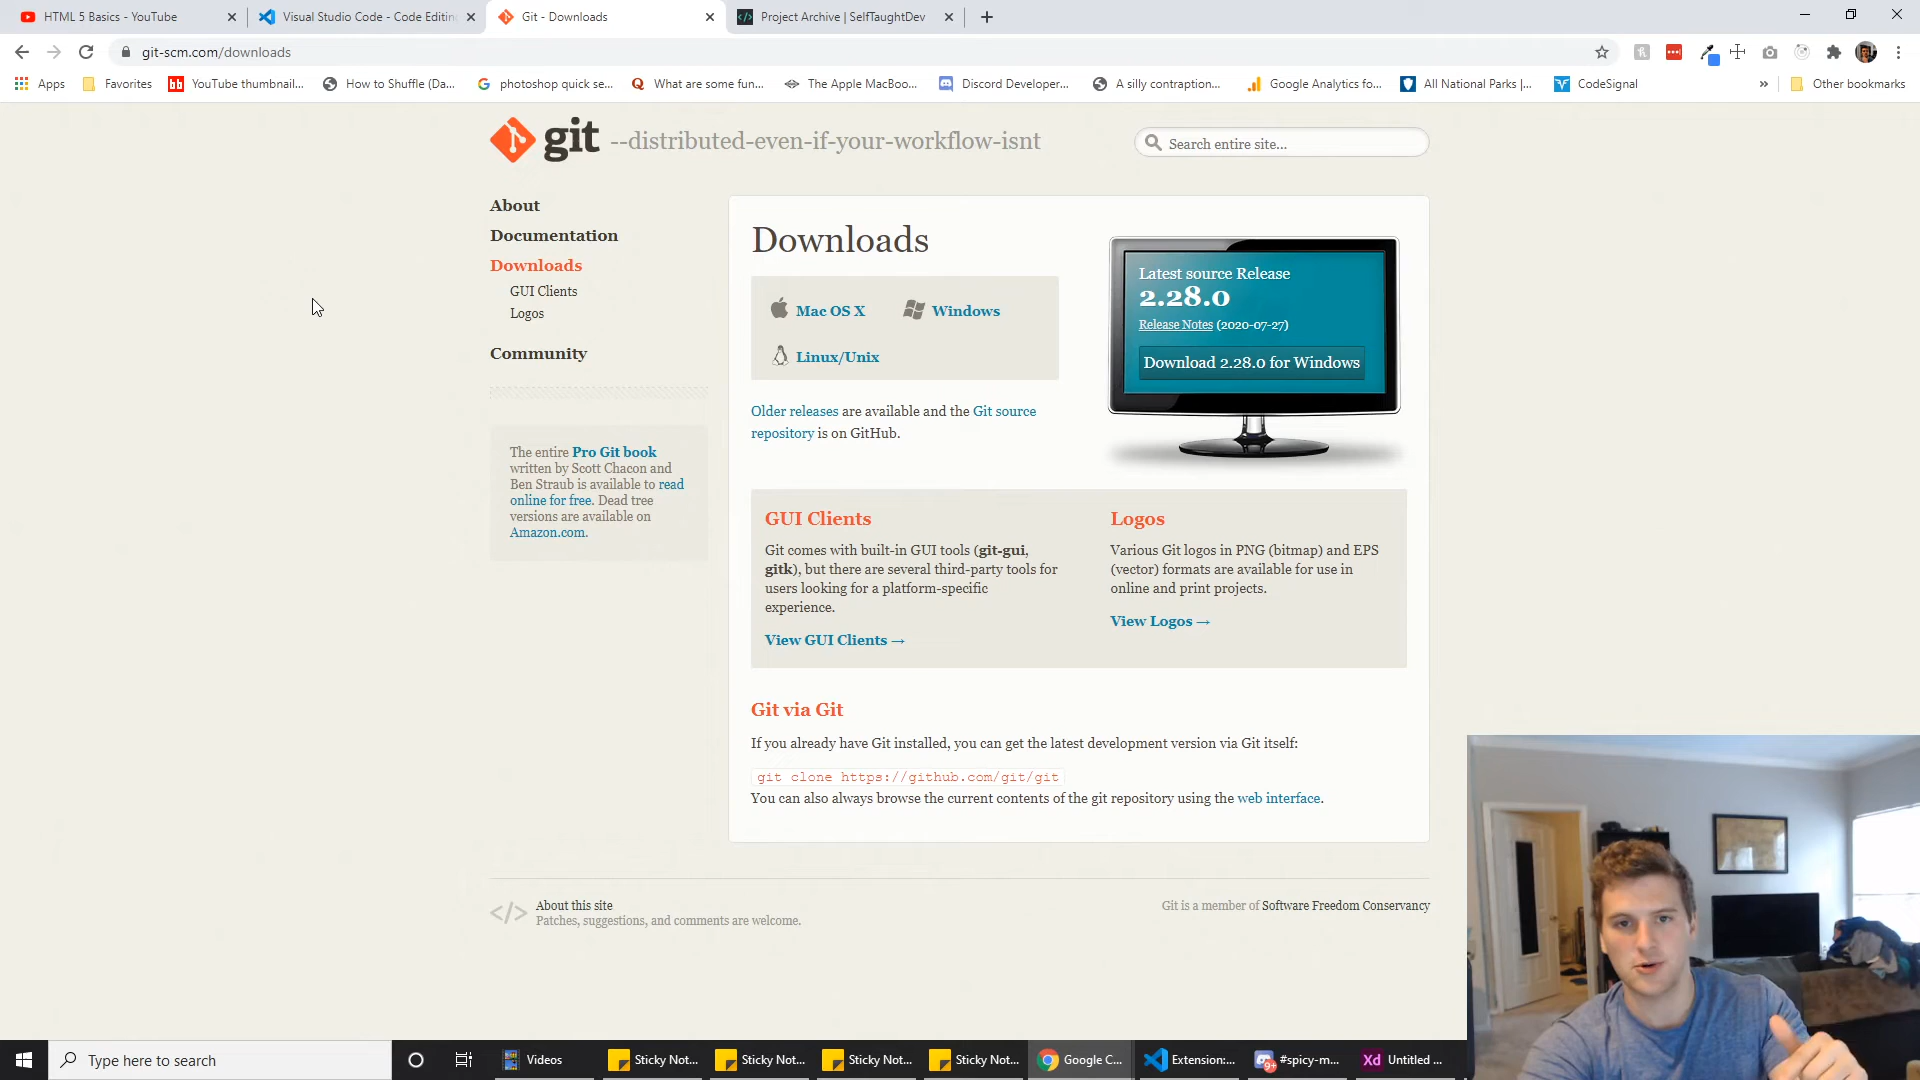 HTML 5 Basics - YouTube
Visual Studio Code - Code Editin
Git - Downloads
Project Archive | SelfTaughtDev
git-scm.com/downloads
Apps
Favorites
YouTube thumbnail...
How to Shuffle (Da...
photoshop quick se...
What are some fun...
The Apple MacBoo...
Discord Developer...
A silly contraption...
Google Analytics fo...
All National Parks |...
CodeSignal
»
Other bookmarks
git --distributed-even-if-your-workflow-isnt
Search entire site...
About
Documentation
Downloads
GUI Clients
Logos
Community
The entire Pro Git book
written by Scott Chacon and
Ben Straub is available to read
online for free. Dead tree
versions are available on
Amazon.com.
Downloads
Mac OS X
Windows
Linux/Unix
Older releases are available and the Git source
repository is on GitHub.
Latest source Release
2.28.0
Release Notes (2020-07-27)
Download 2.28.0 for Windows
GUI Clients
Git comes with built-in GUI tools (git-gui,
gitk), but there are several third-party tools for
users looking for a platform-specific
experience.
View GUI Clients →
Logos
Various Git logos in PNG (bitmap) and EPS
(vector) formats are available for use in
online and print projects.
View Logos →
Git via Git
If you already have Git installed, you can get the latest development version via Git itself:
git clone https://github.com/git/git
You can also always browse the current contents of the git repository using the web interface.
</>
About this site
Patches, suggestions, and comments are welcome.
Git is a member of Software Freedom Conservancy
Type here to search
Videos
Sticky Not...
Sticky Not...
Sticky Not...
Sticky Not...
Google C...
Extension:...
9+
#spicy-m...
Xd
Untitled ...